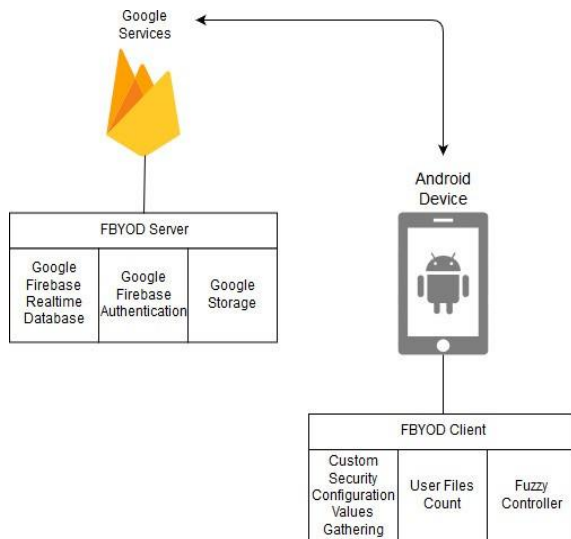 Google
Services
Android
Device
FBYOD Server
Google
Firebase
Realtime
Database
Google
Firebase
Authentication
Google
Storage
FBYOD Client
Custom
Security
Configuration
Values
Gathering
User Files
Count
Fuzzy
Controller